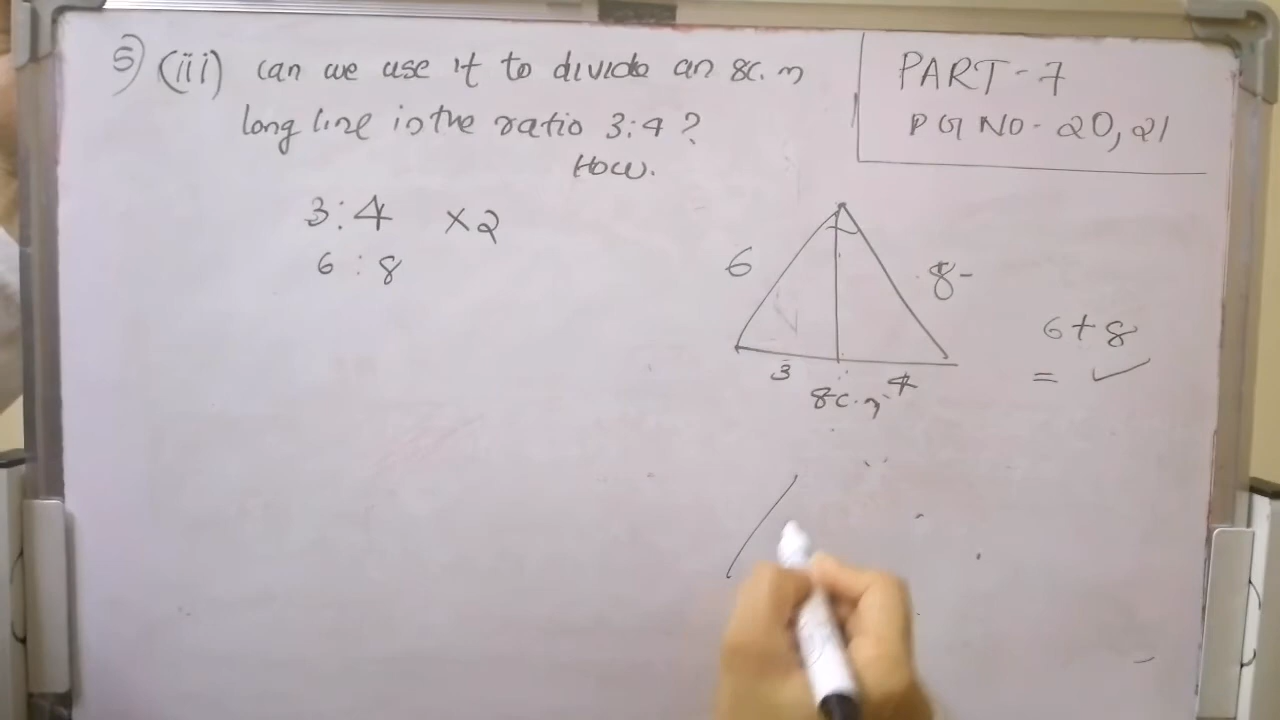 5) (iii) can we use it to divide an 8c.m
long line in the ratio 3:4 ?
How.
PART-7
PG NO-20,21
3:4 ×2
6 : 8
6
8-
3
4
8c.m
6+8
= ✓